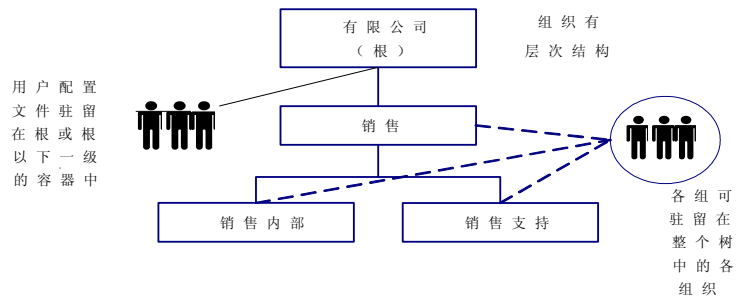 有限公司
（根）
组织有
层次结构
用户配置
文件驻留
在根或根
以下一级
的容器中
销售
销售内部
销售支持
各组可
驻留在
整个树
中的各
组织